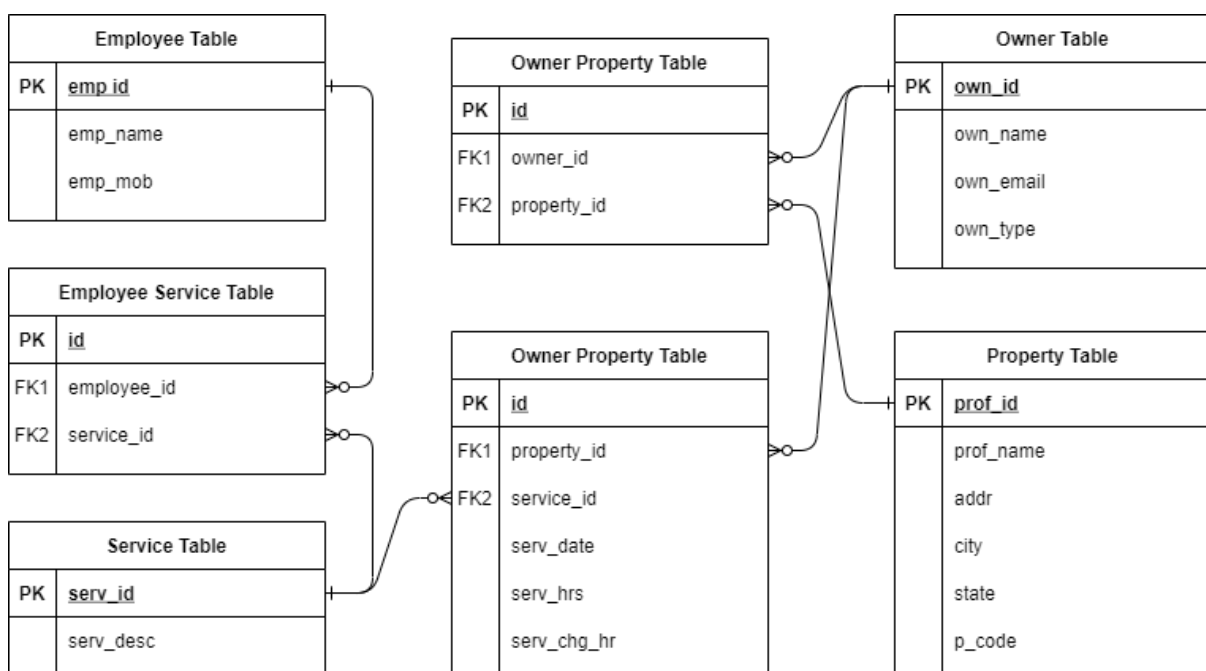 Employee Table
PK emp id
emp_name
emp_mob
Employee Service Table
PK id
FK1 employee_id
FK2 service_id
Service Table
PK serv_id
serv_desc
Owner Property Table
PK id
FK1 owner_id
FK2 property_id
Owner Property Table
PK id
FK1 property_id
FK2 service_id
serv_date
serv_hrs
serv_chg_hr
Owner Table
PK own_id
own_name
own_email
own_type
Property Table
PK prof_id
prof_name
addr
city
state
p_code